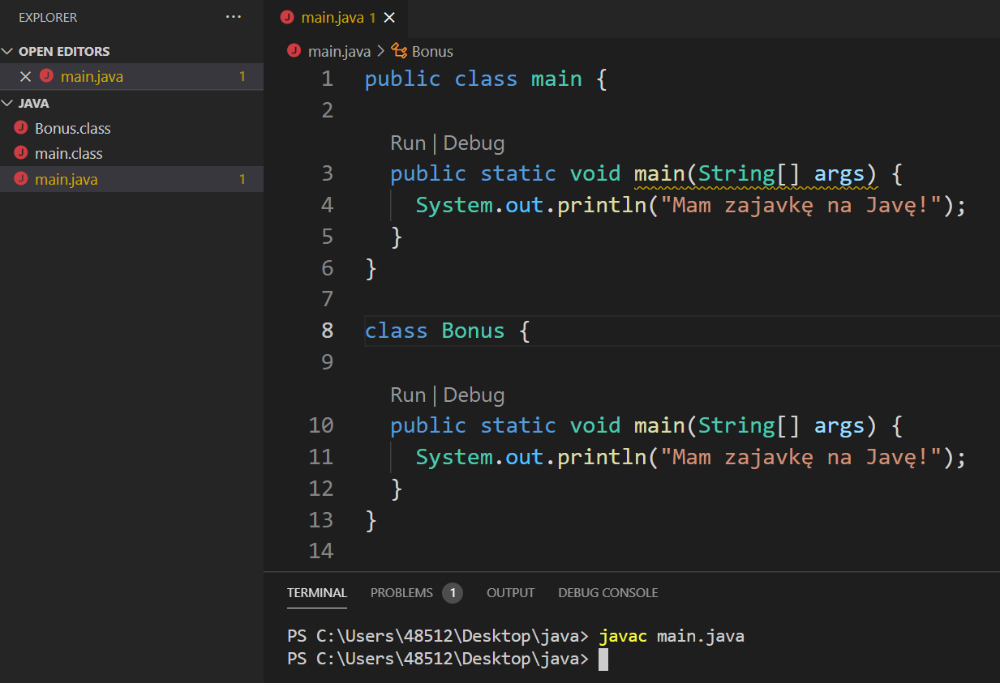 EXPLORER ···
OPEN EDITORS
main.java 1
JAVA
Bonus.class
main.class
main.java 1
main.java 1
main.java > Bonus
1 public class main {
2
Run | Debug
3 public static void main(String[] args) {
4 System.out.println("Mam zajavkę na Javę!");
5 }
6 }
7
8 class Bonus {
9
Run | Debug
10 public static void main(String[] args) {
11 System.out.println("Mam zajavkę na Javę!");
12 }
13 }
14
TERMINAL PROBLEMS 1 OUTPUT DEBUG CONSOLE
PS C:\Users\48512\Desktop\java> javac main.java
PS C:\Users\48512\Desktop\java>